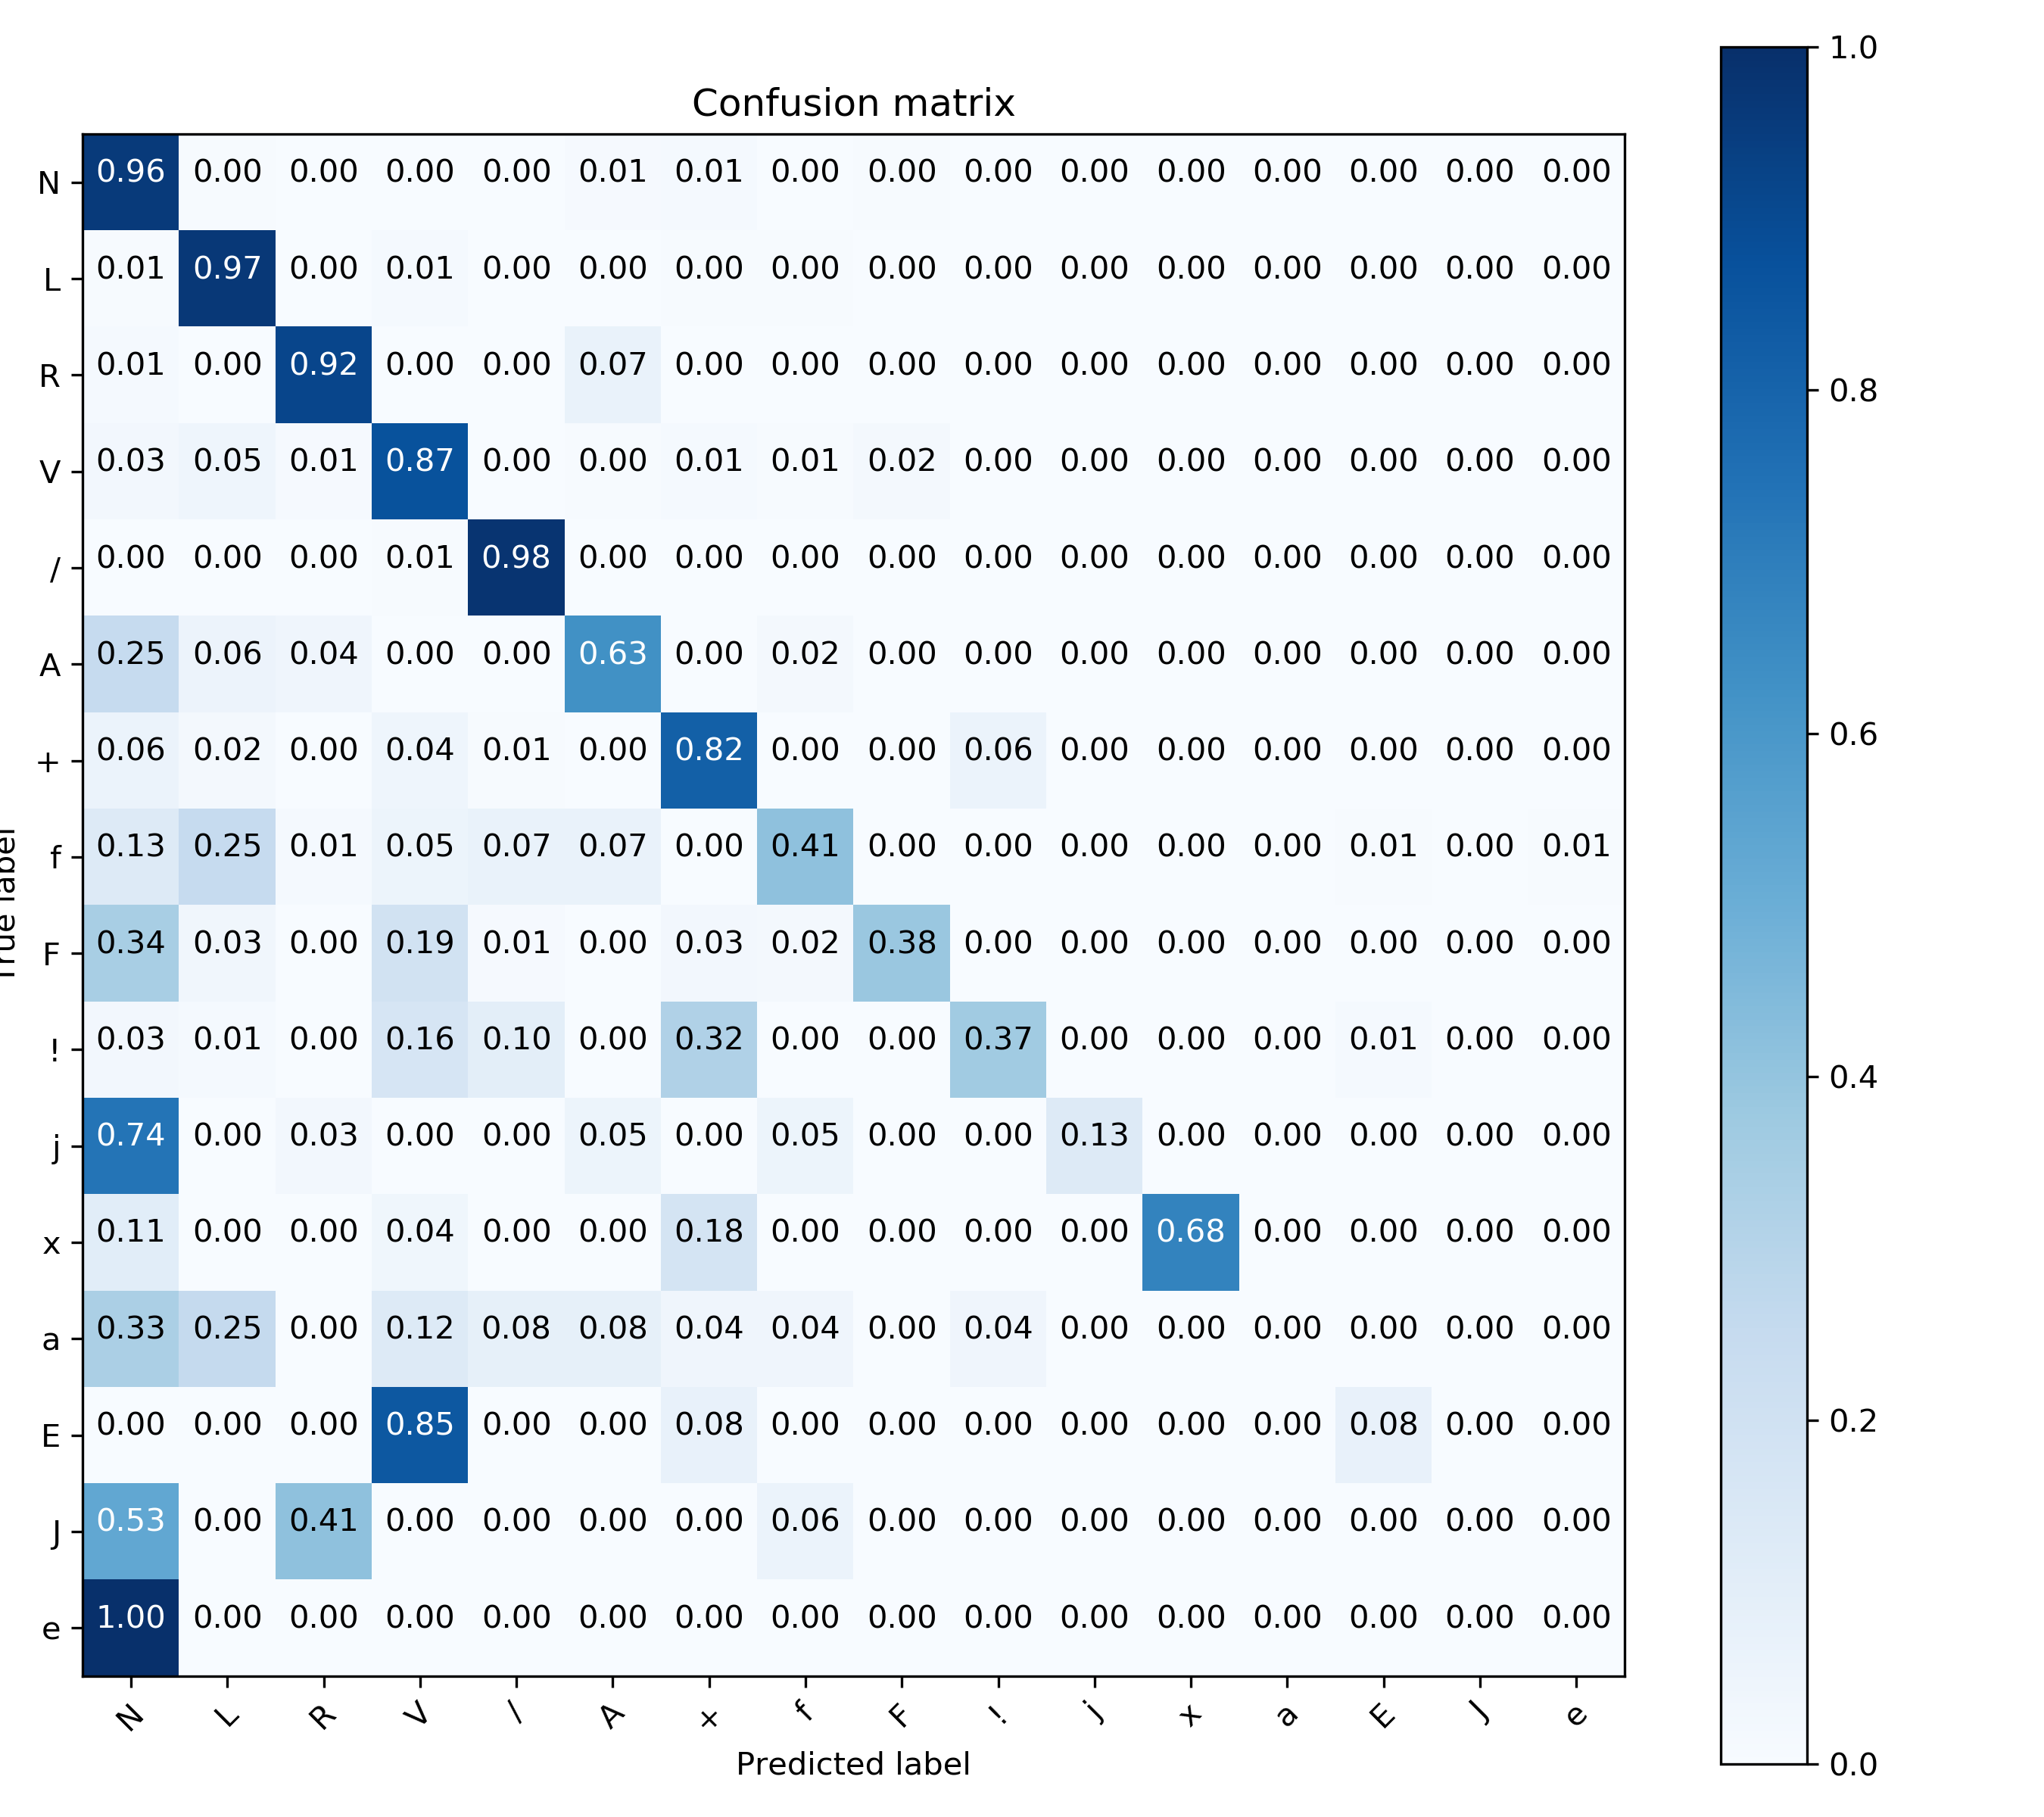 Confusion matrix
N 0.96 0.00 0.00 0.00 0.00 0.01 0.01 0.00 0.00 0.00 0.00 0.00 0.00 0.00 0.00 0.00
L 0.01 0.97 0.00 0.01 0.00 0.00 0.00 0.00 0.00 0.00 0.00 0.00 0.00 0.00 0.00 0.00
R 0.01 0.00 0.92 0.00 0.00 0.07 0.00 0.00 0.00 0.00 0.00 0.00 0.00 0.00 0.00 0.00
V 0.03 0.05 0.01 0.87 0.00 0.00 0.01 0.01 0.02 0.00 0.00 0.00 0.00 0.00 0.00 0.00
/ 0.00 0.00 0.00 0.01 0.98 0.00 0.00 0.00 0.00 0.00 0.00 0.00 0.00 0.00 0.00 0.00
A 0.25 0.06 0.04 0.00 0.00 0.63 0.00 0.02 0.00 0.00 0.00 0.00 0.00 0.00 0.00 0.00
+ 0.06 0.02 0.00 0.04 0.01 0.00 0.82 0.00 0.00 0.06 0.00 0.00 0.00 0.00 0.00 0.00
f 0.13 0.25 0.01 0.05 0.07 0.07 0.00 0.41 0.00 0.00 0.00 0.00 0.00 0.01 0.00 0.01
F 0.34 0.03 0.00 0.19 0.01 0.00 0.03 0.02 0.38 0.00 0.00 0.00 0.00 0.00 0.00 0.00
! 0.03 0.01 0.00 0.16 0.10 0.00 0.32 0.00 0.00 0.37 0.00 0.00 0.00 0.01 0.00 0.00
j 0.74 0.00 0.03 0.00 0.00 0.05 0.00 0.05 0.00 0.00 0.13 0.00 0.00 0.00 0.00 0.00
x 0.11 0.00 0.00 0.04 0.00 0.00 0.18 0.00 0.00 0.00 0.00 0.68 0.00 0.00 0.00 0.00
a 0.33 0.25 0.00 0.12 0.08 0.08 0.04 0.04 0.00 0.04 0.00 0.00 0.00 0.00 0.00 0.00
E 0.00 0.00 0.00 0.85 0.00 0.00 0.08 0.00 0.00 0.00 0.00 0.00 0.00 0.08 0.00 0.00
J 0.53 0.00 0.41 0.00 0.00 0.00 0.00 0.06 0.00 0.00 0.00 0.00 0.00 0.00 0.00 0.00
e 1.00 0.00 0.00 0.00 0.00 0.00 0.00 0.00 0.00 0.00 0.00 0.00 0.00 0.00 0.00 0.00
N L R V / A + f F ! j x a E J e
Predicted label
True label
1.0
0.8
0.6
0.4
0.2
0.0